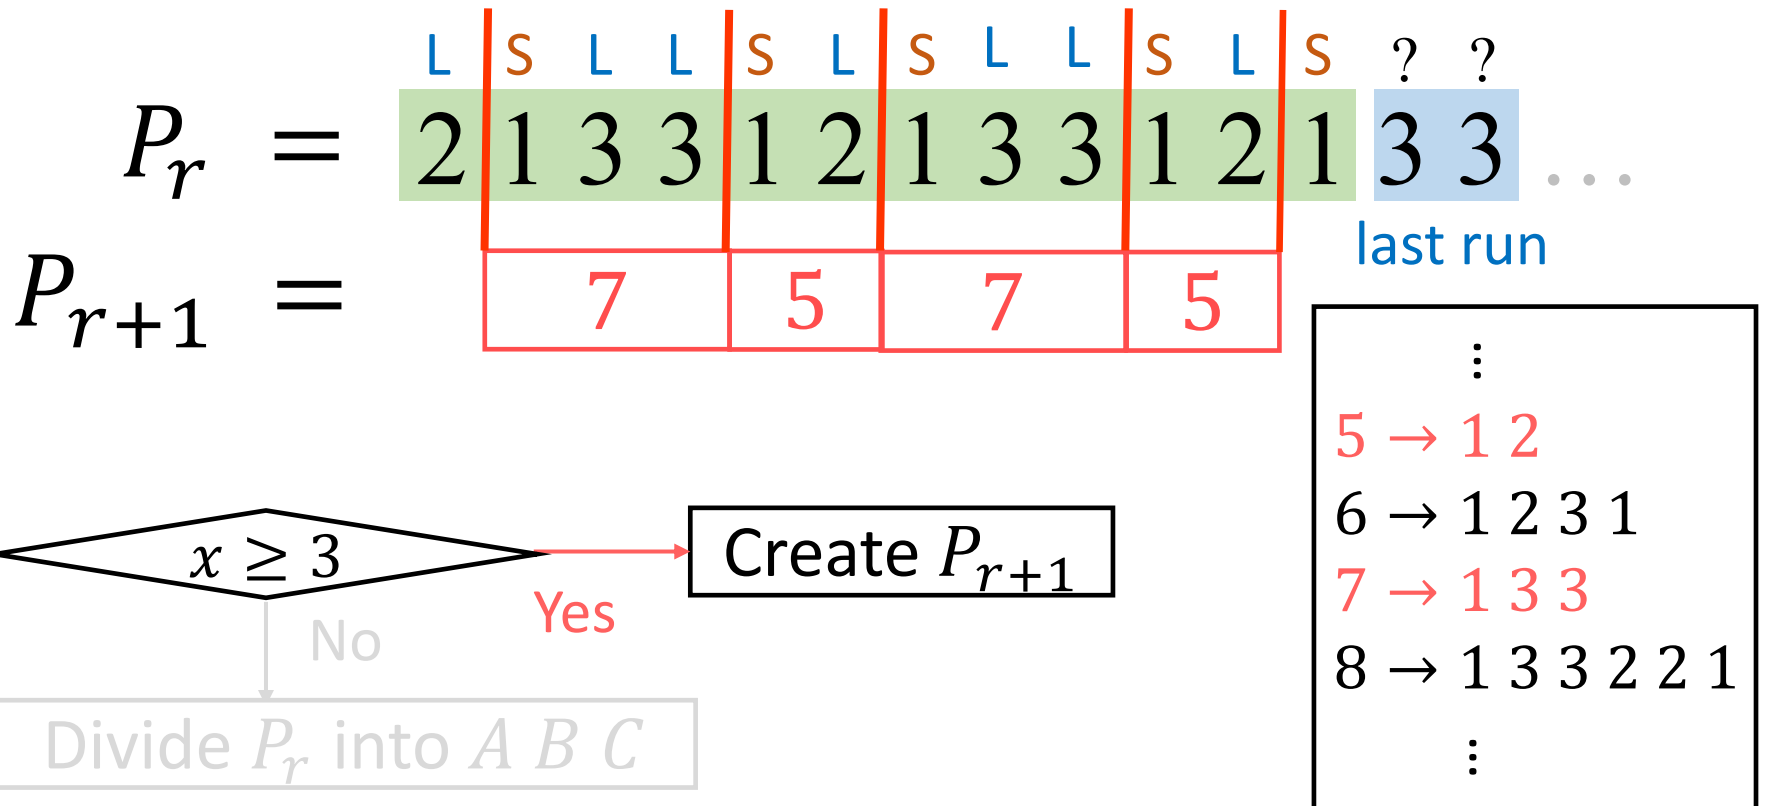 L S L L S L S L L S L S ? ?
P_r = 2 1 3 3 1 2 1 3 3 1 2 1 3 3 ...
last run
P_{r+1} = 7 5 7 5
⋮
5 → 1 2
6 → 1 2 3 1
7 → 1 3 3
8 → 1 3 3 2 2 1
⋮
x ≥ 3
Yes
Create P_{r+1}
No
Divide P_r into A B C